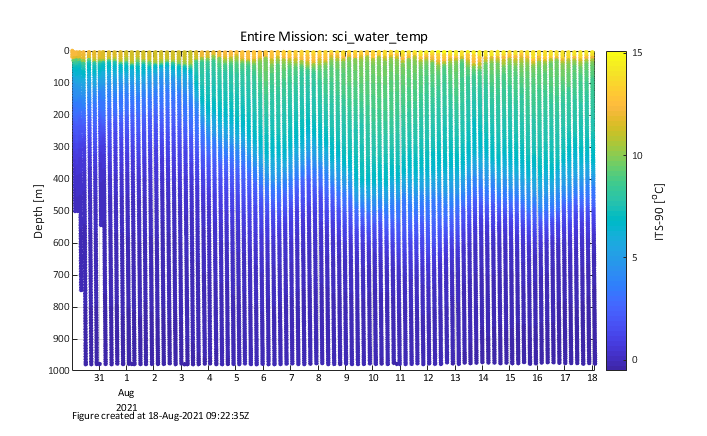 Entire Mission: sci_water_temp
0
100
200
300
400
500
600
700
800
900
1000
Depth [m]
31 1 2 3 4 5 6 7 8 9 10 11 12 13 14 15 16 17 18
Aug
2021
15
10
5
0
ITS-90 [°C]
Figure created at 18-Aug-2021 09:22:35Z